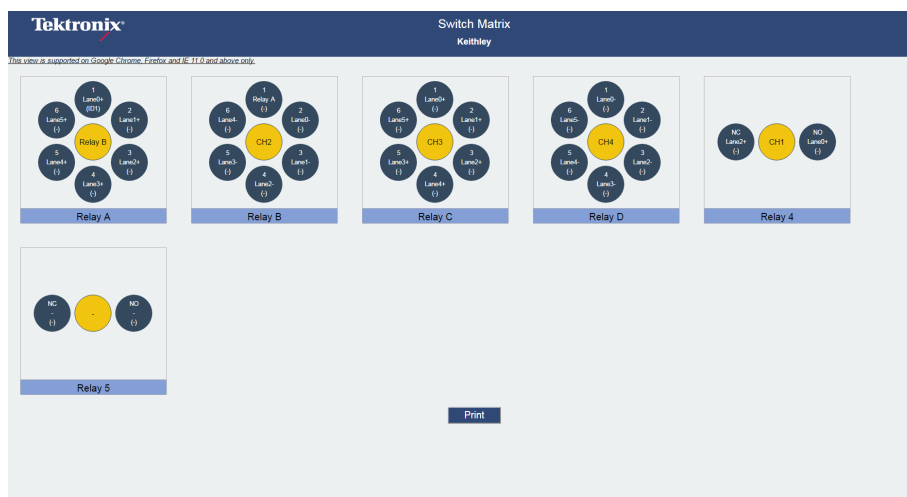 Tektronix®
Switch Matrix
Keithley
This view is supported on Google Chrome, Firefox and IE 11.0 and above only.
1
Lane0+
(ID1)
2
Lane1+
(-)
3
Lane2+
(-)
4
Lane3+
(-)
5
Lane4+
(-)
6
Lane5+
(-)
Relay B
Relay A
1
Relay A
(-)
2
Lane0-
(-)
3
Lane1-
(-)
4
Lane2-
(-)
5
Lane3-
(-)
6
Lane4-
(-)
CH2
Relay B
1
Lane0+
(-)
2
Lane1+
(-)
3
Lane2+
(-)
4
Lane4+
(-)
5
Lane3+
(-)
6
Lane5+
(-)
CH3
Relay C
1
Lane0-
(-)
2
Lane1-
(-)
3
Lane2-
(-)
4
Lane3-
(-)
5
Lane4-
(-)
6
Lane5-
(-)
CH4
Relay D
NC
Lane2+
(-)
CH1
NO
Lane0+
(-)
Relay 4
NC
-
(-)
-
NO
-
(-)
Relay 5
Print